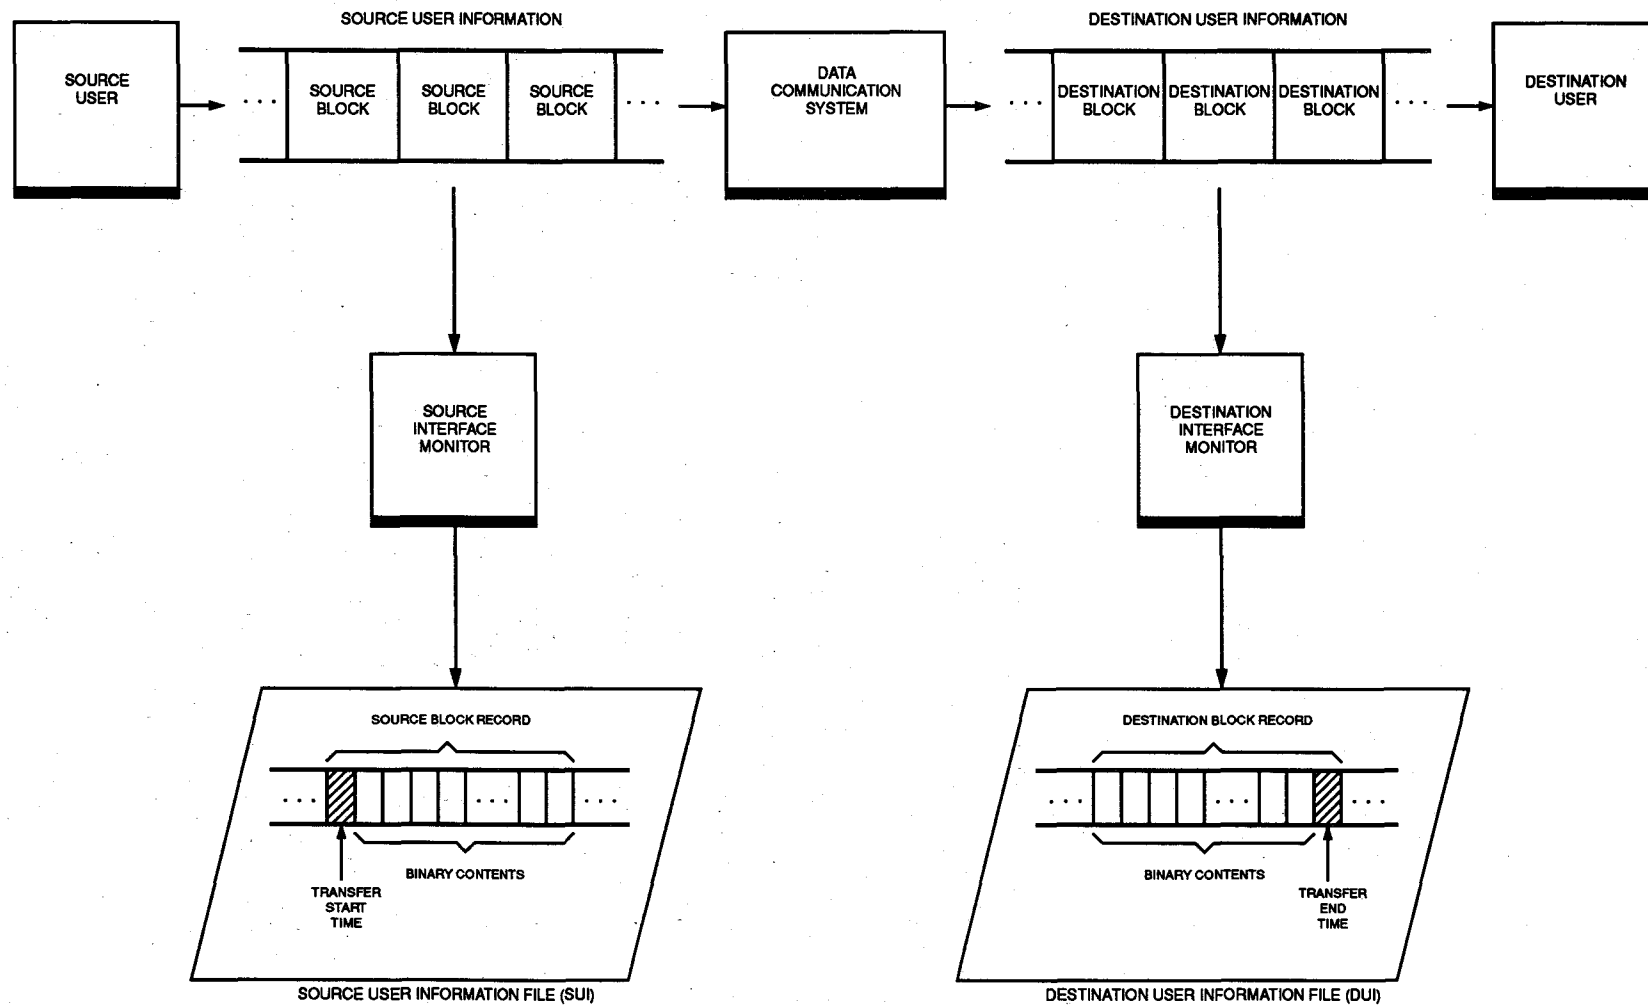 SOURCE USER INFORMATION
DESTINATION USER INFORMATION
SOURCE
USER
. . .
SOURCE
BLOCK
SOURCE
BLOCK
SOURCE
BLOCK
. . .
DATA
COMMUNICATION
SYSTEM
. . .
DESTINATION
BLOCK
DESTINATION
BLOCK
DESTINATION
BLOCK
. . .
DESTINATION
USER
SOURCE
INTERFACE
MONITOR
DESTINATION
INTERFACE
MONITOR
SOURCE BLOCK RECORD
. . .
. . .
. . .
BINARY CONTENTS
TRANSFER
START
TIME
SOURCE USER INFORMATION FILE (SUI)
DESTINATION BLOCK RECORD
. . .
. . .
. . .
BINARY CONTENTS
TRANSFER
END
TIME
DESTINATION USER INFORMATION FILE (DUI)